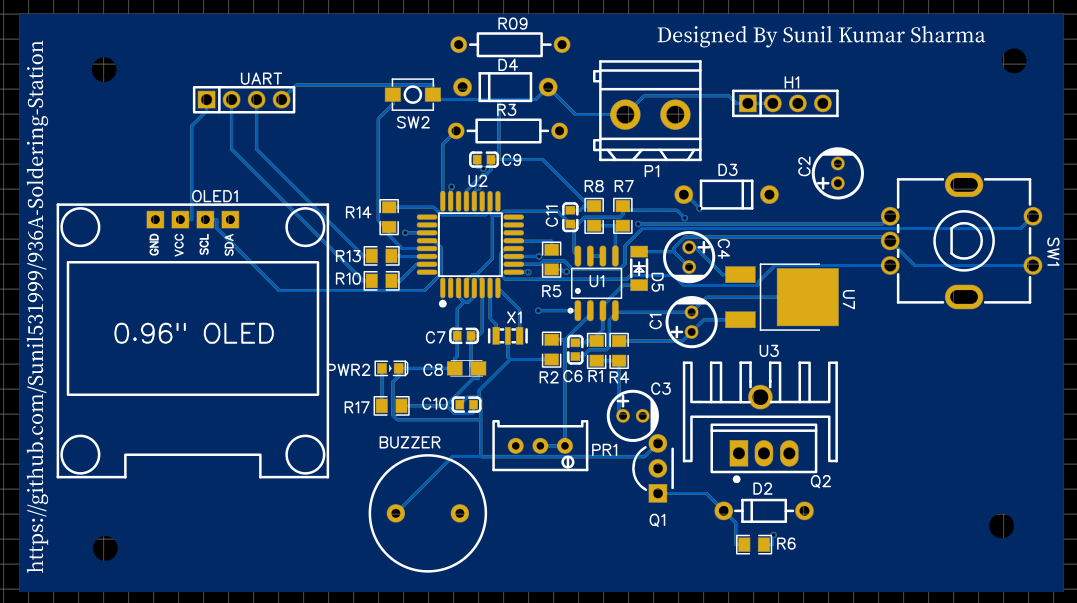 Designed By Sunil Kumar Sharma
https://github.com/Sunil531999/936A-Soldering-Station
R09
D4
R3
UART
SW2
P1
H1
C9
U2
C2
D3
OLED1
GND
VCC
SCL
SDA
R14
R13
R10
C11
R8
R7
R5
U1
D5
C4
SW1
U7
C1
0.96" OLED
X1
C7
PWR2
C8
R17
C10
R2
C6
R1
R4
U3
C3
BUZZER
PR1
Q1
Q2
D2
R6